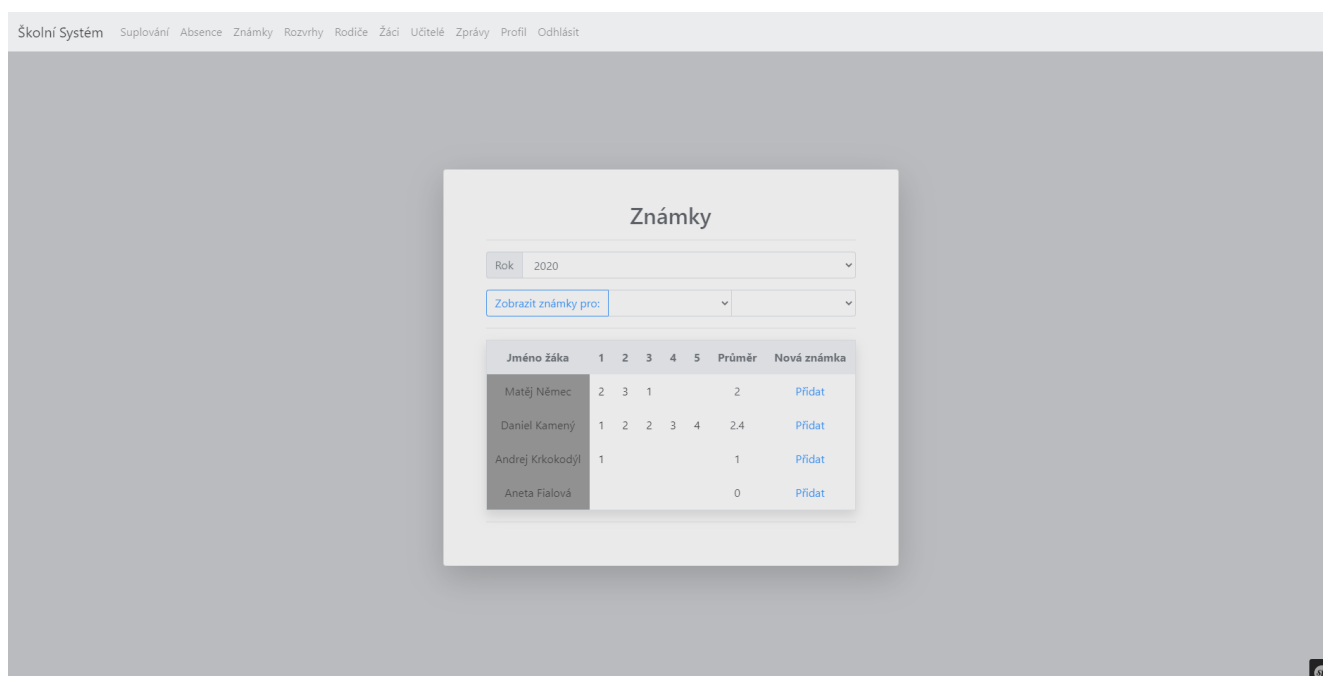 Školní Systém Suplování Absence Známky Rozvrhy Rodiče Žáci Učitelé Zprávy Profil Odhlásit
Známky
Rok 2020
Zobrazit známky pro:
Jméno žáka 1 2 3 4 5 Průměr Nová známka
Matěj Němec 2 3 1 2 Přidat
Daniel Kamený 1 2 2 3 4 2.4 Přidat
Andrej Krkokodýl 1 1 Přidat
Aneta Fialová 0 Přidat